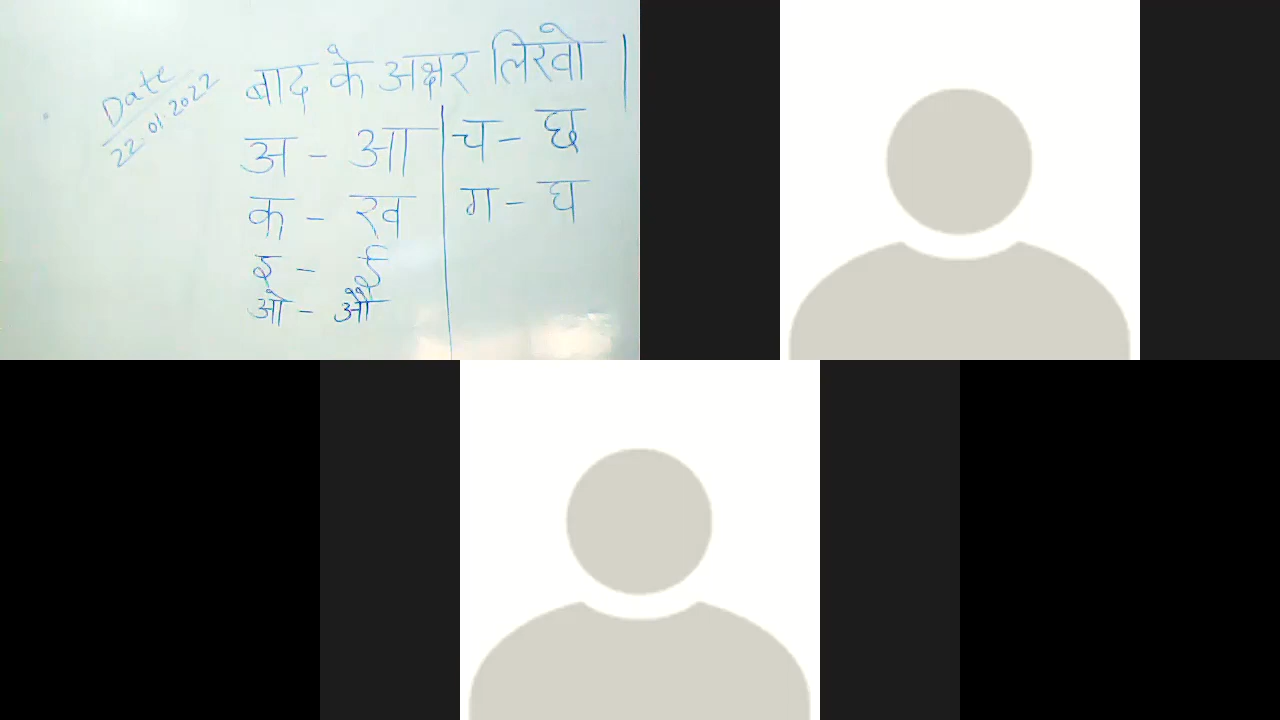 Date
22.01.2022
बाद के अक्षर लिखो |
अ - आ
क - ख
इ - ई
ओ - औ
च - छ
ग - घ